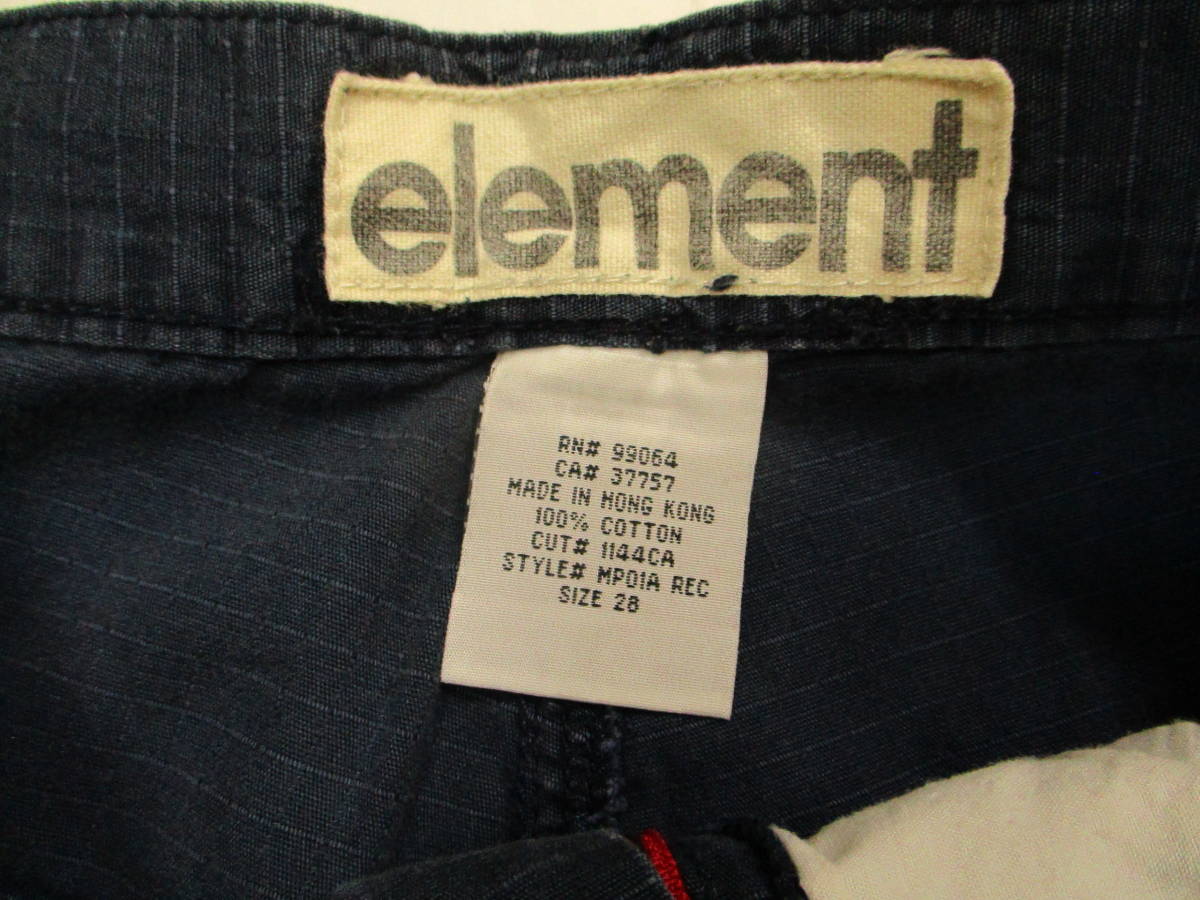 element
RN# 99064
CA# 37757
MADE IN HONG KONG
100% COTTON
CUT# 1144CA
STYLE# MP01A REC
SIZE 28